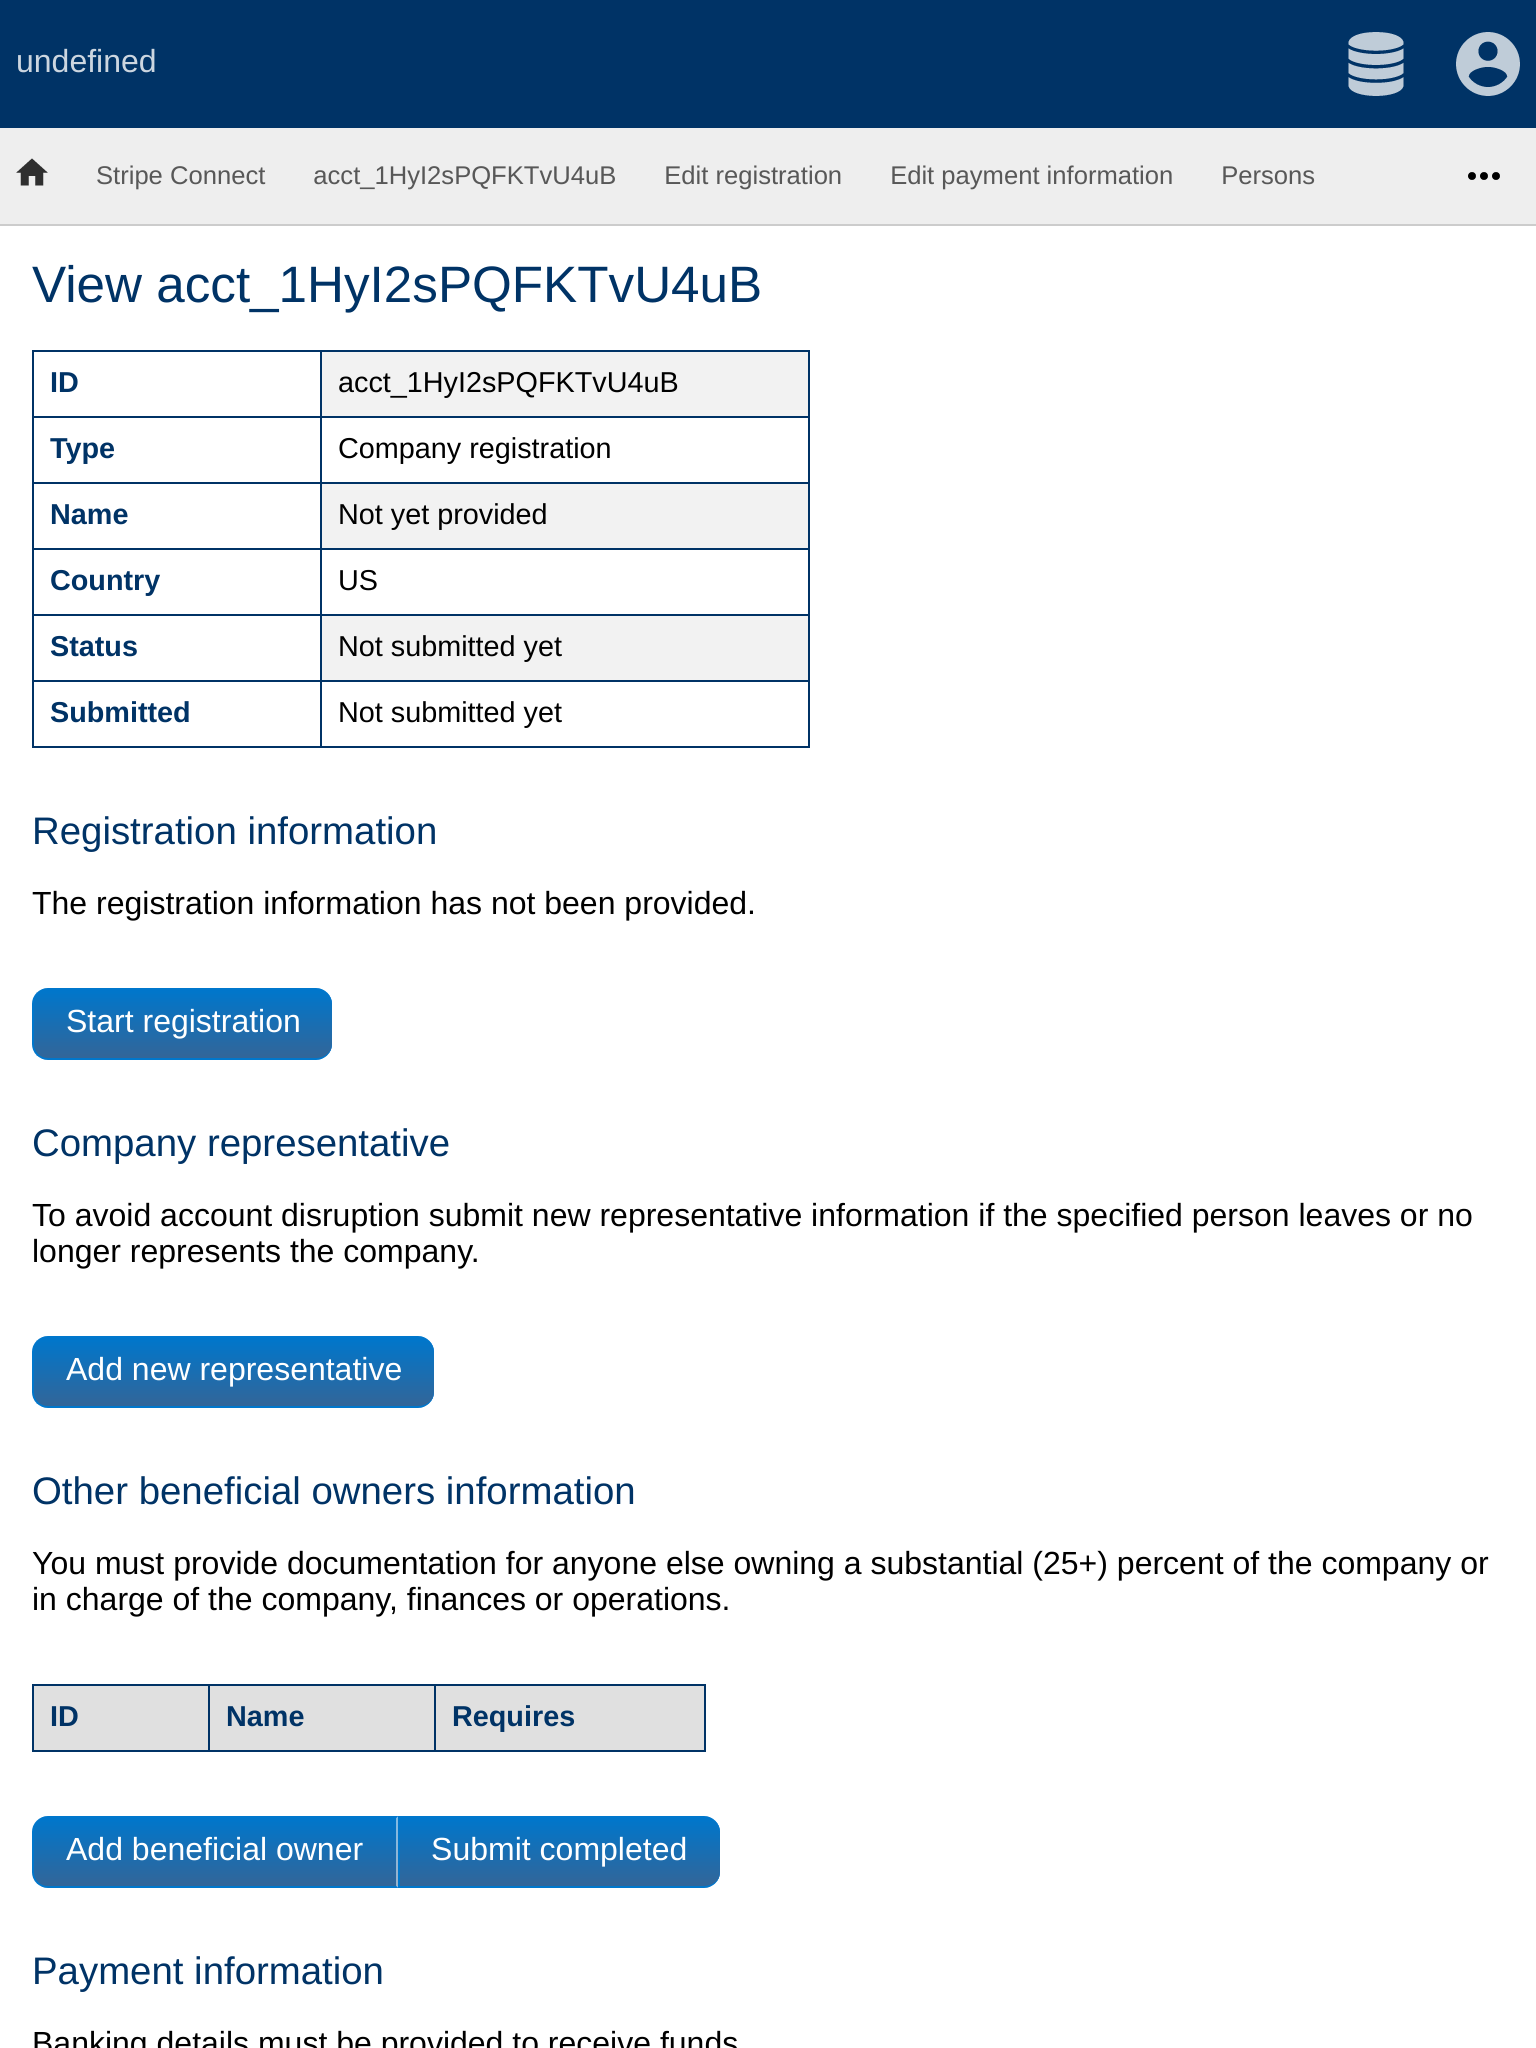 undefined
Stripe Connect acct_1HyI2sPQFKTvU4uB Edit registration Edit payment information Persons
View acct_1HyI2sPQFKTvU4uB
ID acct_1HyI2sPQFKTvU4uB
Type Company registration
Name Not yet provided
Country US
Status Not submitted yet
Submitted Not submitted yet
Registration information
The registration information has not been provided.
Start registration
Company representative
To avoid account disruption submit new representative information if the specified person leaves or no
longer represents the company.
Add new representative
Other beneficial owners information
You must provide documentation for anyone else owning a substantial (25+) percent of the company or
in charge of the company, finances or operations.
ID Name Requires
Add beneficial owner Submit completed
Payment information
Banking details must be provided to receive funds.